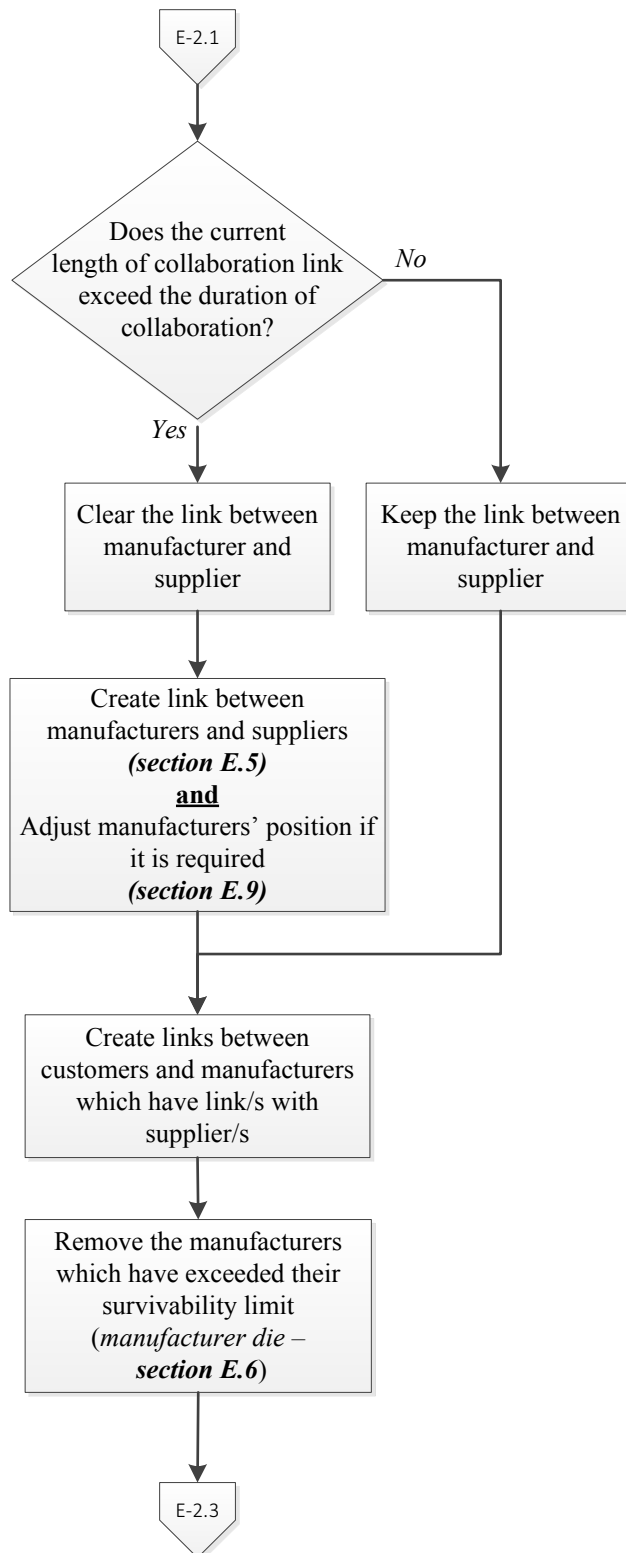 E-2.1
Does the current
length of collaboration link
exceed the duration of
collaboration?
No
Yes
Clear the link between
manufacturer and
supplier
Keep the link between
manufacturer and
supplier
Create link between
manufacturers and suppliers
(section E.5)
and
Adjust manufacturers’ position if
it is required
(section E.9)
Create links between
customers and manufacturers
which have link/s with
supplier/s
Remove the manufacturers
which have exceeded their
survivability limit
(manufacturer die –
section E.6)
E-2.3